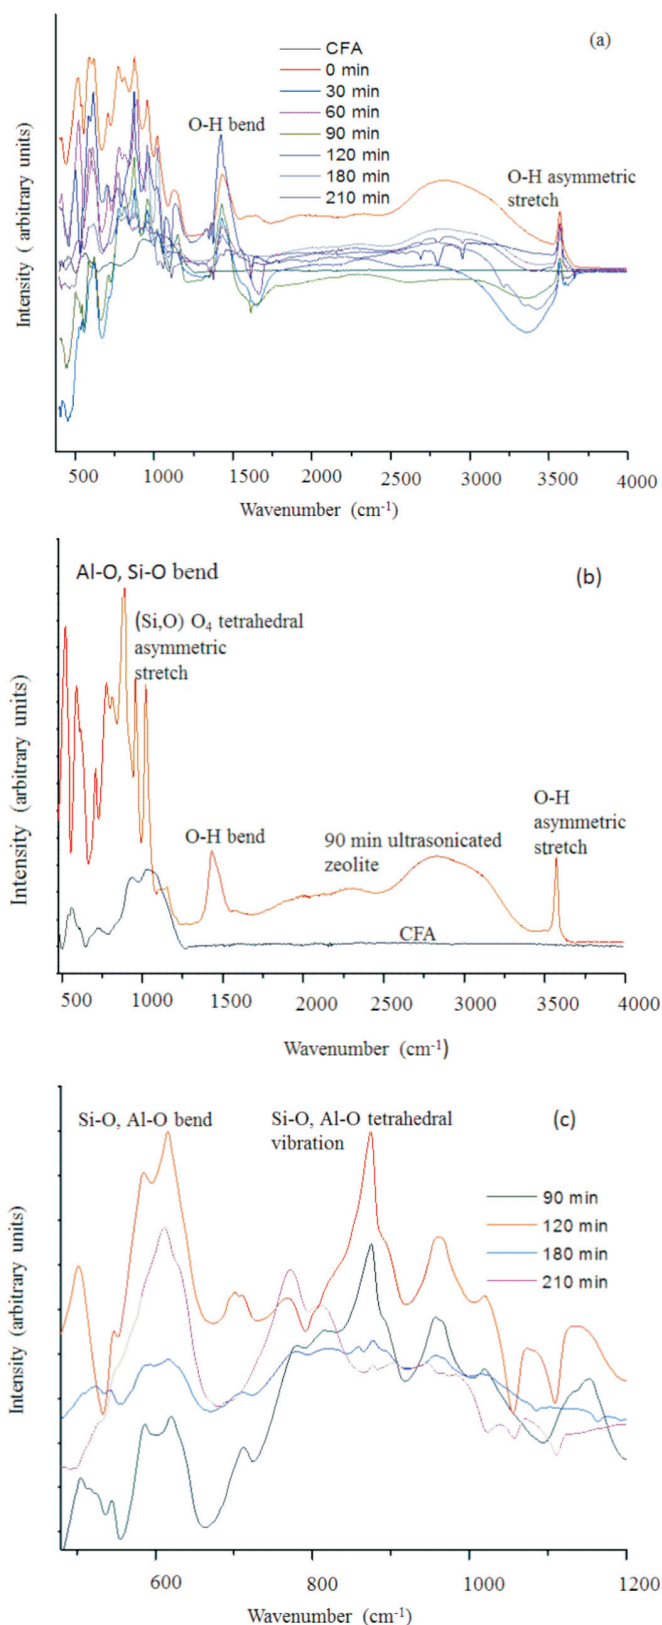 (a)
CFA
0 min
30 min
60 min
90 min
120 min
180 min
210 min
O-H bend
O-H asymmetric
stretch
Intensity ( arbitrary units)
500 1000 1500 2000 2500 3000 3500 4000
Wavenumber (cm-1)
(b)
Al-O, Si-O bend
(Si,O) O4 tetrahedral
asymmetric
stretch
O-H bend
90 min ultrasonicated
zeolite
O-H
asymmetric
stretch
CFA
Intensity (arbitrary units)
500 1000 1500 2000 2500 3000 3500 4000
Wavenumber (cm-1)
(c)
Si-O, Al-O bend
Si-O, Al-O tetrahedral
vibration
90 min
120 min
180 min
210 min
Intensity (arbitrary units)
600 800 1000 1200
Wavenumber (cm-1)